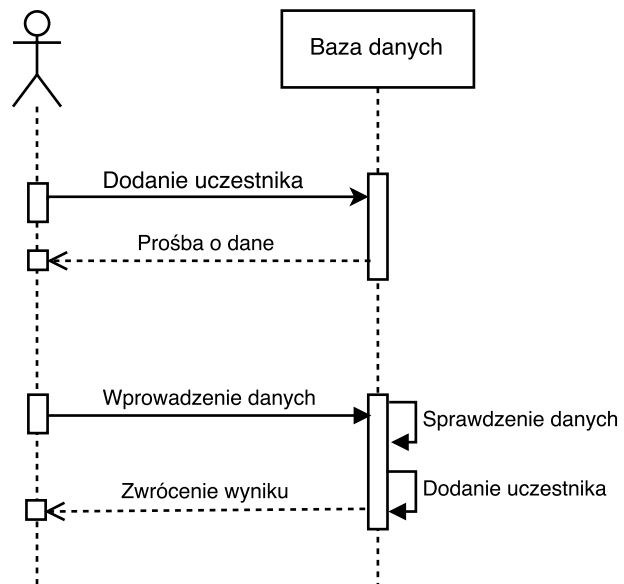 Baza danych
Dodanie uczestnika
Prośba o dane
Wprowadzenie danych
Sprawdzenie danych
Dodanie uczestnika
Zwrócenie wyniku